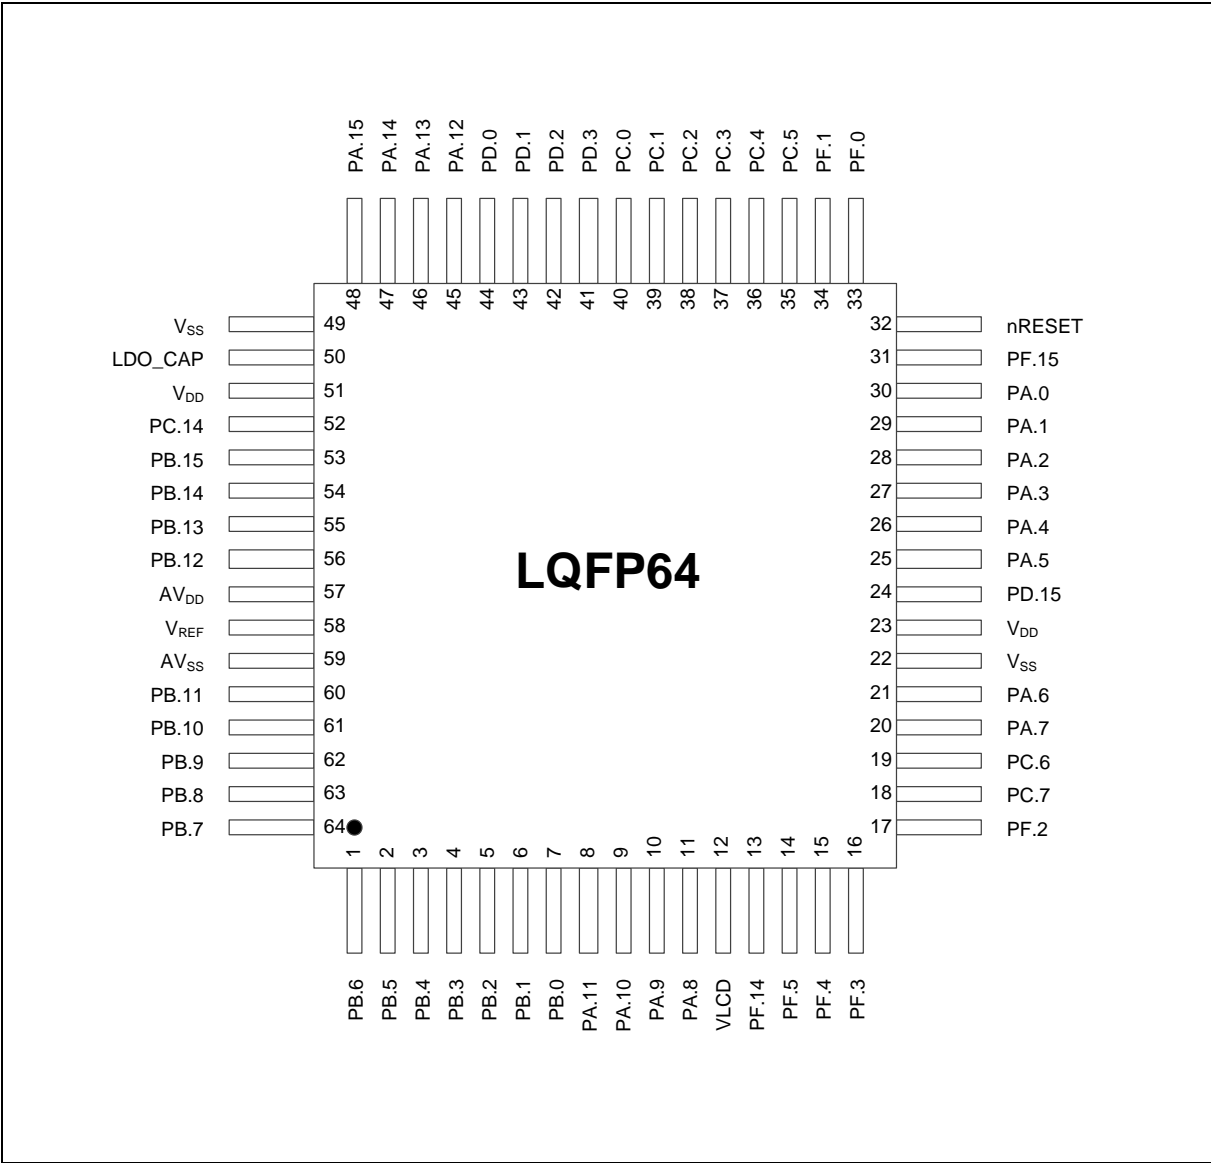 PA.15 PA.14 PA.13 PA.12 PD.0 PD.1 PD.2 PD.3 PC.0 PC.1 PC.2 PC.3 PC.4 PC.5 PF.1 PF.0
48 47 46 45 44 43 42 41 40 39 38 37 36 35 34 33
VSS 49 32 nRESET
LDO_CAP 50 31 PF.15
VDD 51 30 PA.0
PC.14 52 29 PA.1
PB.15 53 28 PA.2
PB.14 54 27 PA.3
PB.13 55 26 PA.4
PB.12 56 25 PA.5
LQFP64
AVDD 57 24 PD.15
VREF 58 23 VDD
AVSS 59 22 VSS
PB.11 60 21 PA.6
PB.10 61 20 PA.7
PB.9 62 19 PC.6
PB.8 63 18 PC.7
PB.7 64 17 PF.2
1 2 3 4 5 6 7 8 9 10 11 12 13 14 15 16
PB.6 PB.5 PB.4 PB.3 PB.2 PB.1 PB.0 PA.11 PA.10 PA.9 PA.8 VLCD PF.14 PF.5 PF.4 PF.3